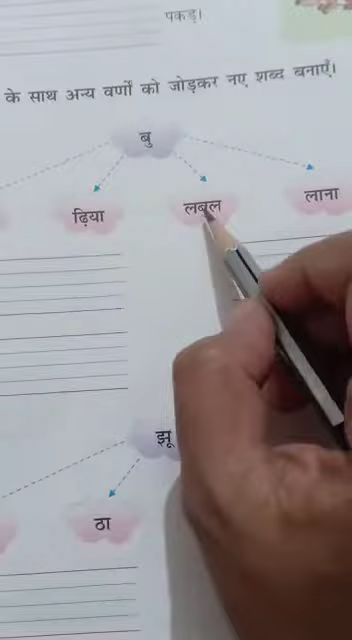 पकड़।
के साथ अन्य वर्णों को जोड़कर नए शब्द बनाएँ।
बु
ढ़िया लबुल लाना
झू
ठा